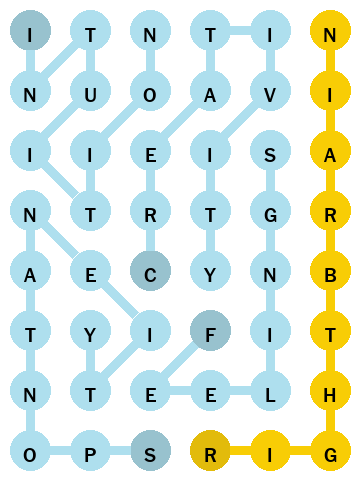 I T N T I N
N U O A V I
I I E I S A
N T R T G R
A E C Y N B
T Y I F I T
N T E E L H
O P S R I G